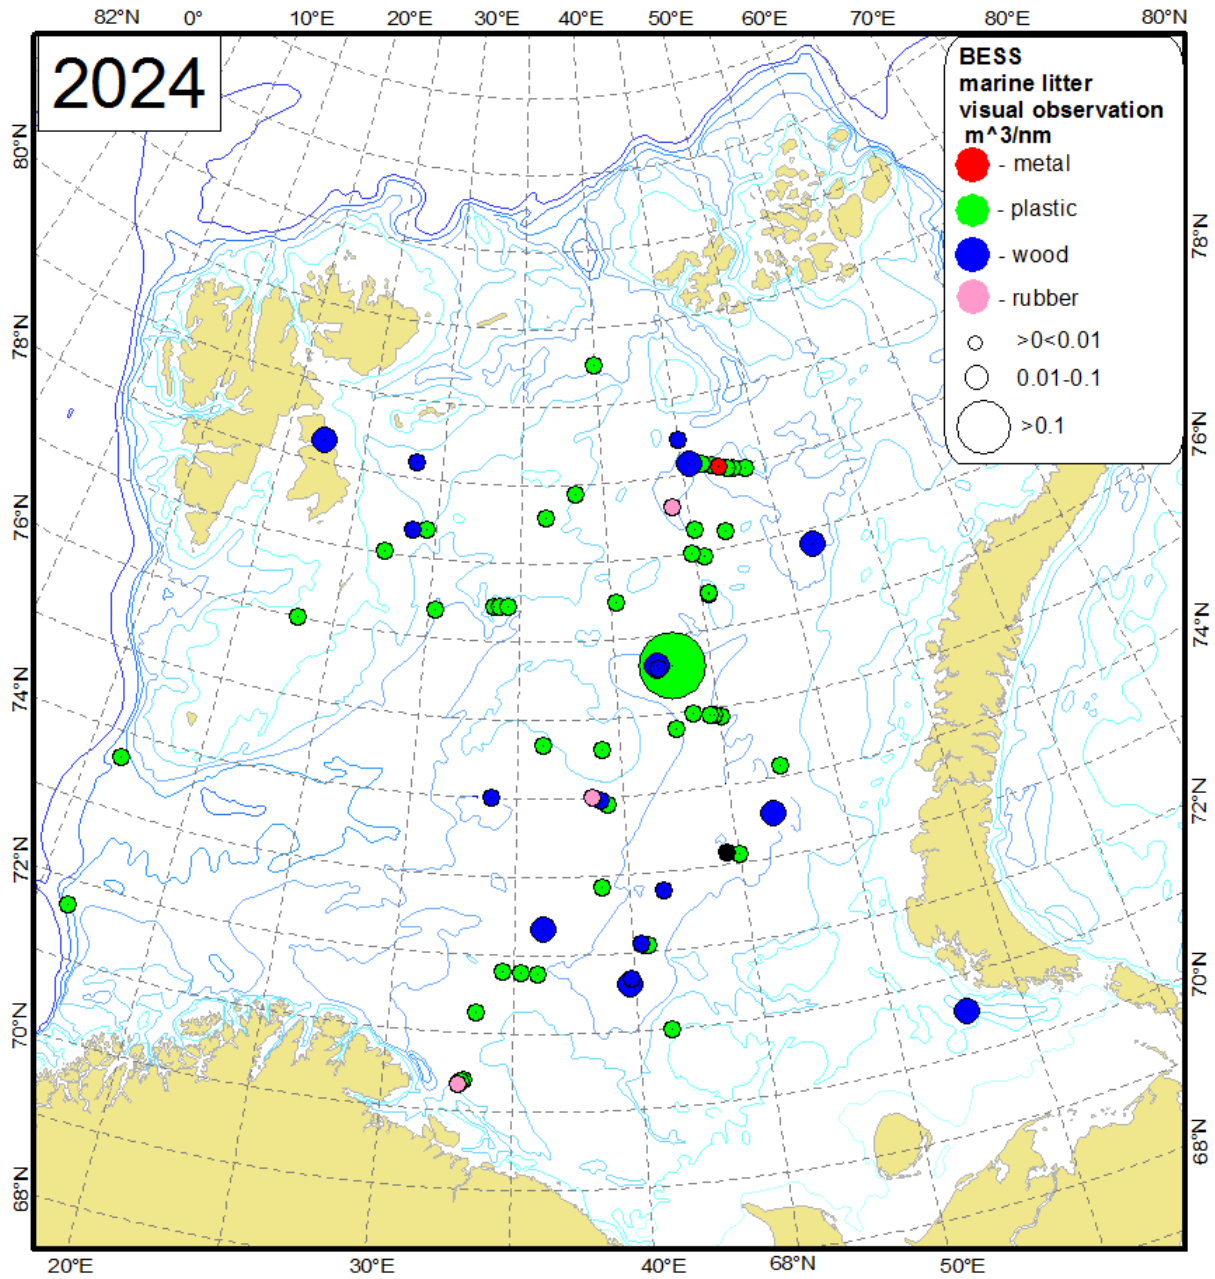 82°N 0° 10°E 20°E 30°E 40°E 50°E 60°E 70°E 80°E 80°N
2024
BESS
marine litter
visual observation
m^3/nm
- metal
- plastic
- wood
- rubber
>0<0.01
0.01-0.1
>0.1
80°N
78°N
76°N
74°N
72°N
70°N
68°N
78°N
76°N
74°N
72°N
70°N
68°N
20°E 30°E 40°E 68°N 50°E